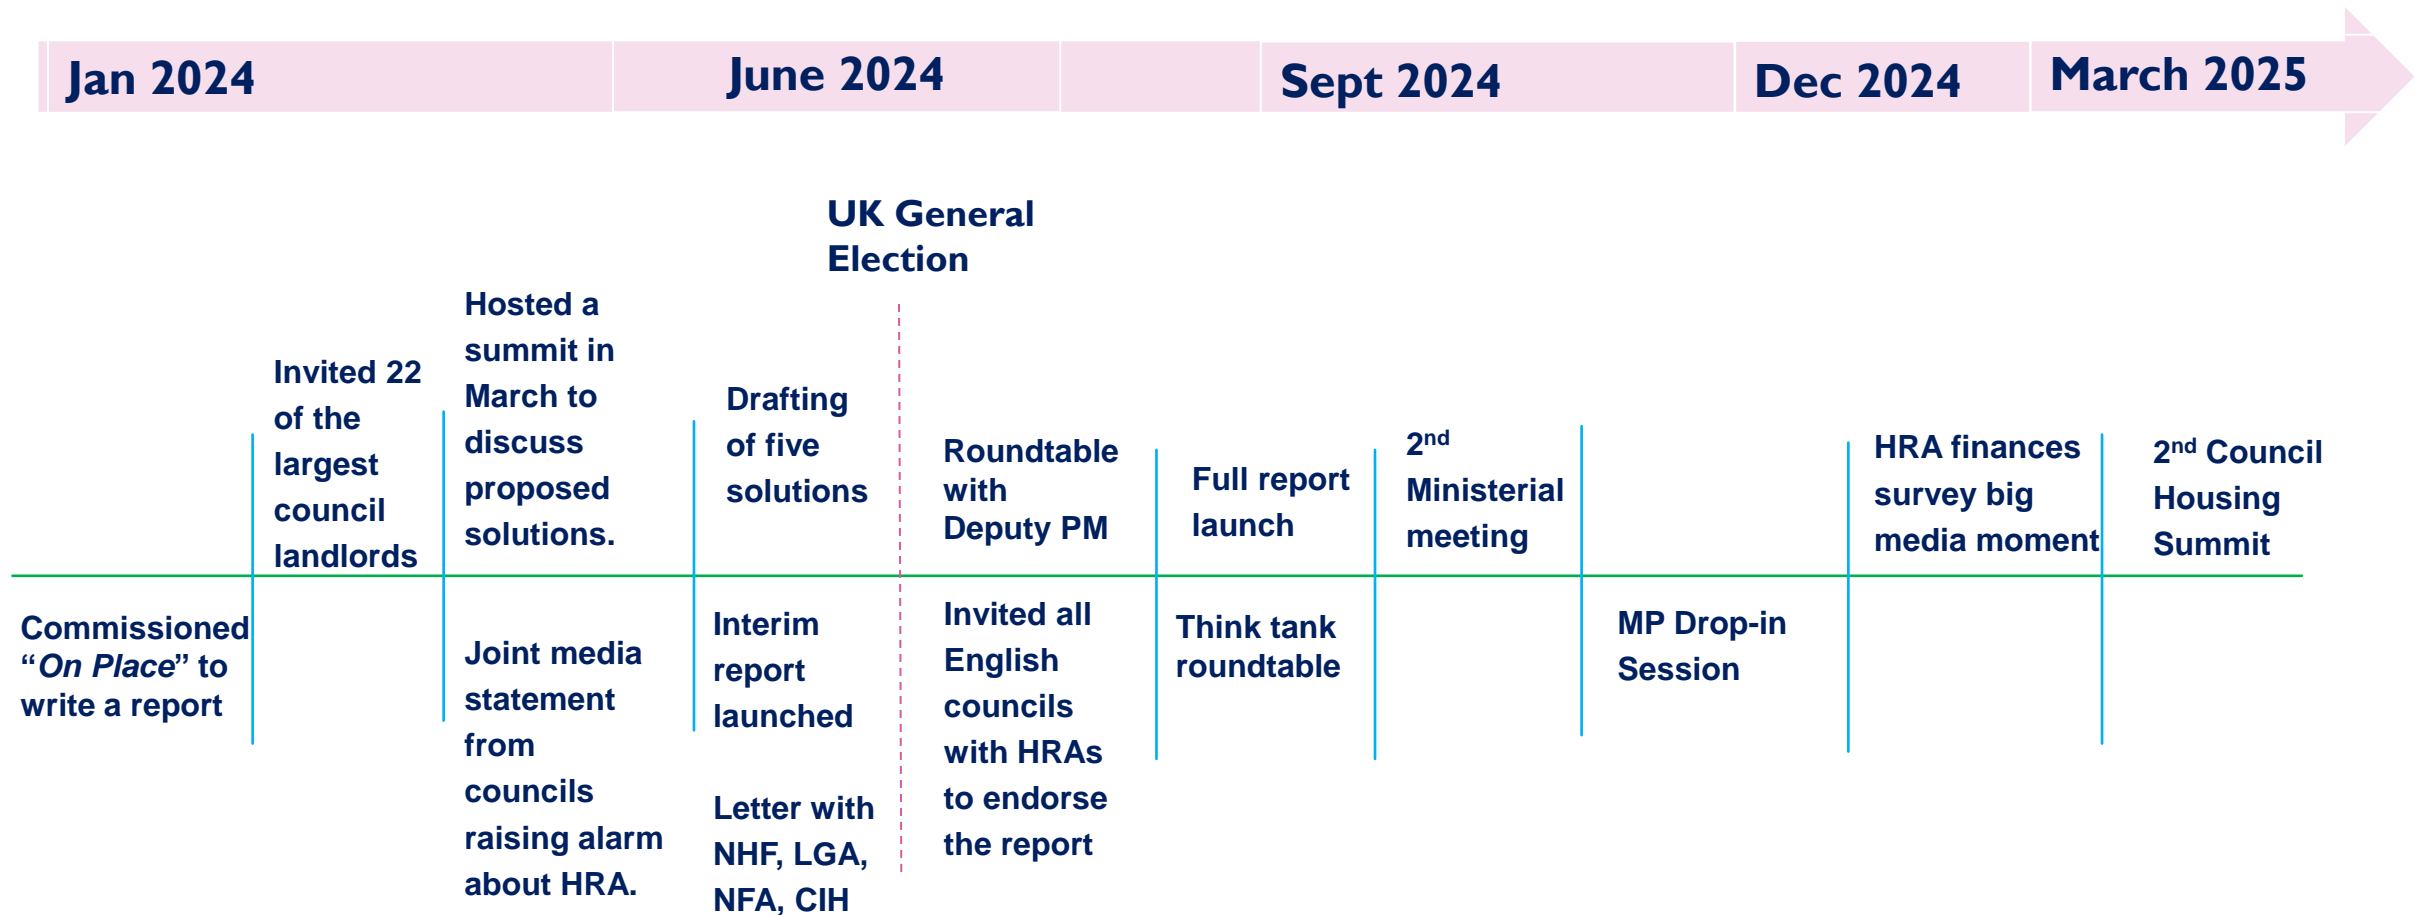 Jan 2024
June 2024
Sept 2024
Dec 2024
March 2025
UK General
Election
Commissioned
“On Place” to
write a report
Invited 22
of the
largest
council
landlords
Hosted a
summit in
March to
discuss
proposed
solutions.
Joint media
statement
from
councils
raising alarm
about HRA.
Drafting
of five
solutions
Interim
report
launched
Letter with
NHF, LGA,
NFA, CIH
Roundtable
with
Deputy PM
Invited all
English
councils
with HRAs
to endorse
the report
Full report
launch
Think tank
roundtable
2nd
Ministerial
meeting
MP Drop-in
Session
HRA finances
survey big
media moment
2nd Council
Housing
Summit